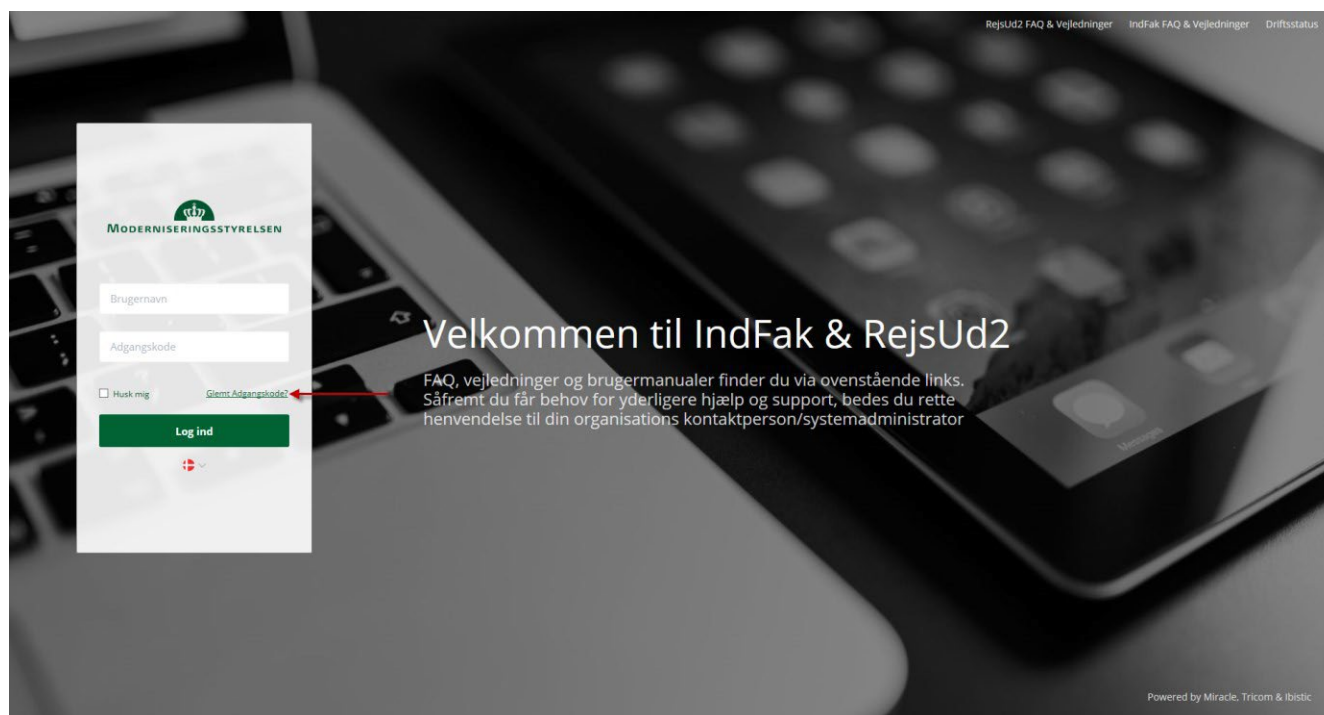 RejsUd2 FAQ & Vejledninger IndFak FAQ & Vejledninger Driftsstatus
MODERNISERINGSSTYRELSEN
Brugernavn
Adgangskode
Husk mig Glemt Adgangskode?
Log ind
Velkommen til IndFak & RejsUd2
FAQ, vejledninger og brugermanualer finder du via ovenstående links.
Såfremt du får behov for yderligere hjælp og support, bedes du rette
henvendelse til din organisations kontaktperson/systemadministrator
Messages
Powered by Miracle, Tricom & Ibistic